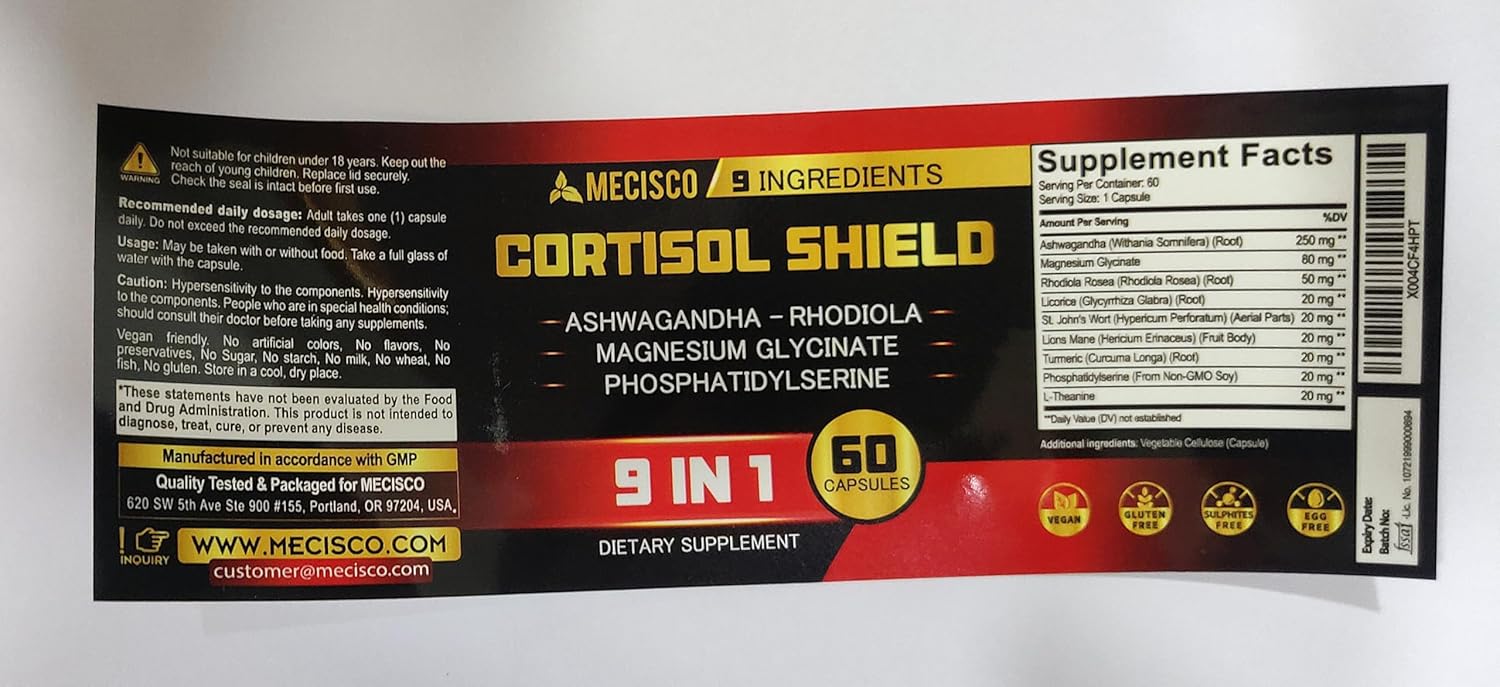 WARNING
Not suitable for children under 18 years. Keep out the
reach of young children. Replace lid securely.
Check the seal is intact before first use.
Recommended daily dosage: Adult takes one (1) capsule
daily. Do not exceed the recommended daily dosage.
Usage: May be taken with or without food. Take a full glass of
water with the capsule.
Caution: Hypersensitivity to the components. Hypersensitivity
to the components. People who are in special health conditions;
should consult their doctor before taking any supplements.
Vegan friendly. No artificial colors, No flavors, No
preservatives, No Sugar, No starch, No milk, No wheat, No
fish, No gluten. Store in a cool, dry place.
*These statements have not been evaluated by the Food
and Drug Administration. This product is not intended to
diagnose, treat, cure, or prevent any disease.
Manufactured in accordance with GMP
Quality Tested & Packaged for MECISCO
620 SW 5th Ave Ste 900 #155, Portland, OR 97204, USA.
INQUIRY
WWW.MECISCO.COM
customer@mecisco.com
MECISCO / 9 INGREDIENTS
CORTISOL SHIELD
ASHWAGANDHA – RHODIOLA
MAGNESIUM GLYCINATE
PHOSPHATIDYLSERINE
9 IN 1
60
CAPSULES
DIETARY SUPPLEMENT
Supplement Facts
Serving Per Container: 60
Serving Size: 1 Capsule
Amount Per Serving %DV
Ashwagandha (Withania Somnifera) (Root) 250 mg **
Magnesium Glycinate 80 mg **
Rhodiola Rosea (Rhodiola Rosea) (Root) 50 mg **
Licorice (Glycyrrhiza Glabra) (Root) 20 mg **
St. John's Wort (Hypericum Perforatum) (Aerial Parts) 20 mg **
Lions Mane (Hericium Erinaceus) (Fruit Body) 20 mg **
Turmeric (Curcuma Longa) (Root) 20 mg **
Phosphatidylserine (From Non-GMO Soy) 20 mg **
L-Theanine 20 mg **
**Daily Value (DV) not established
Additional ingredients: Vegetable Cellulose (Capsule)
VEGAN
GLUTEN
FREE
SULPHITES
FREE
EGG
FREE
X004CF4HPT
Expiry Date:
Batch No:
fssai Lic. No. 10721999000694